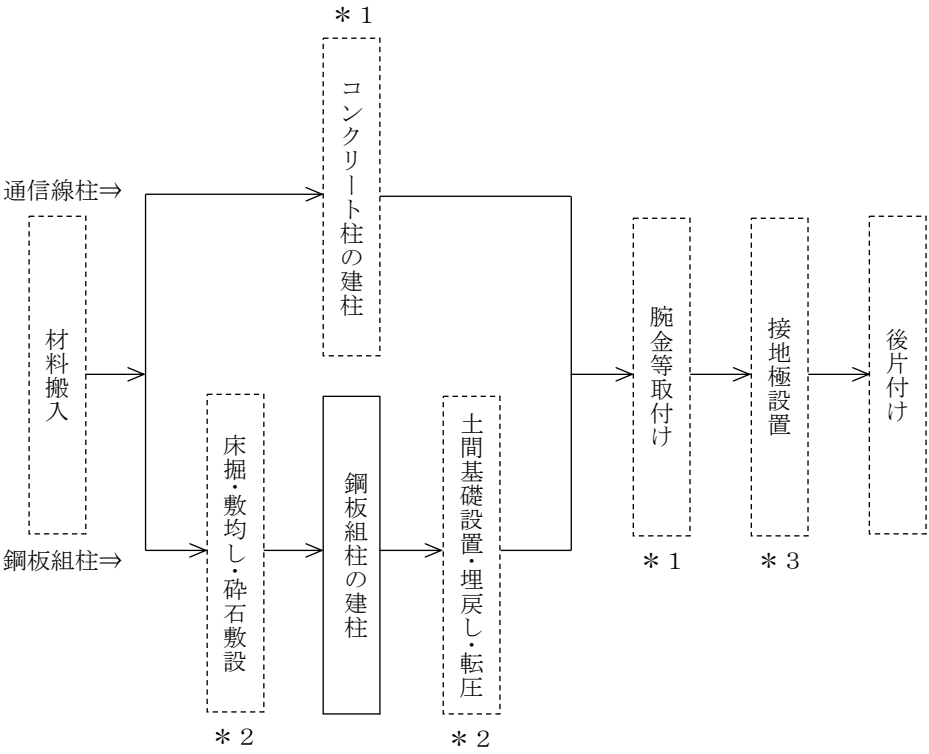 ＊１
コンクリート柱の建柱
通信線柱⇒
材料搬入
鋼板組柱⇒
床掘・敷均し・砕石敷設
＊２
鋼板組柱の建柱
土間基礎設置・埋戻し・転圧
＊２
腕金等取付け
＊１
接地極設置
＊３
後片付け